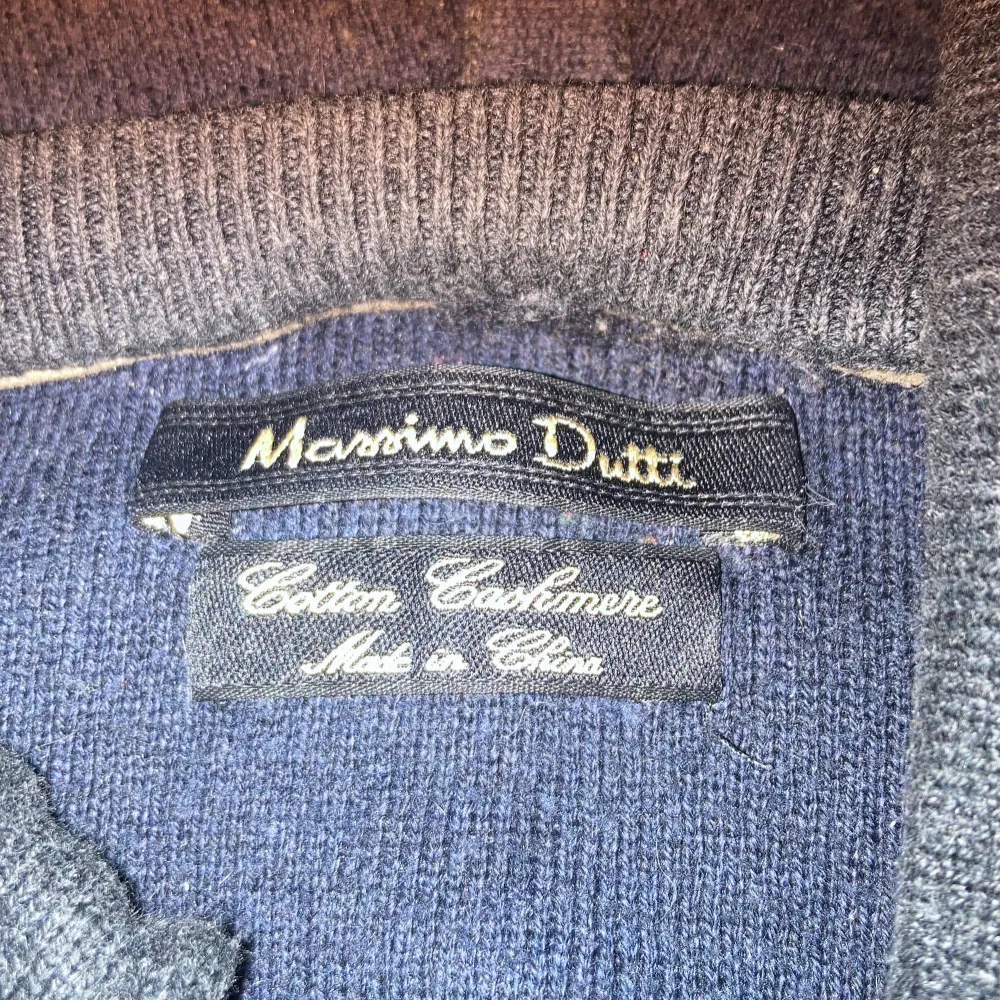 Massimo Dutti
Cotton Cashmere
Made in China